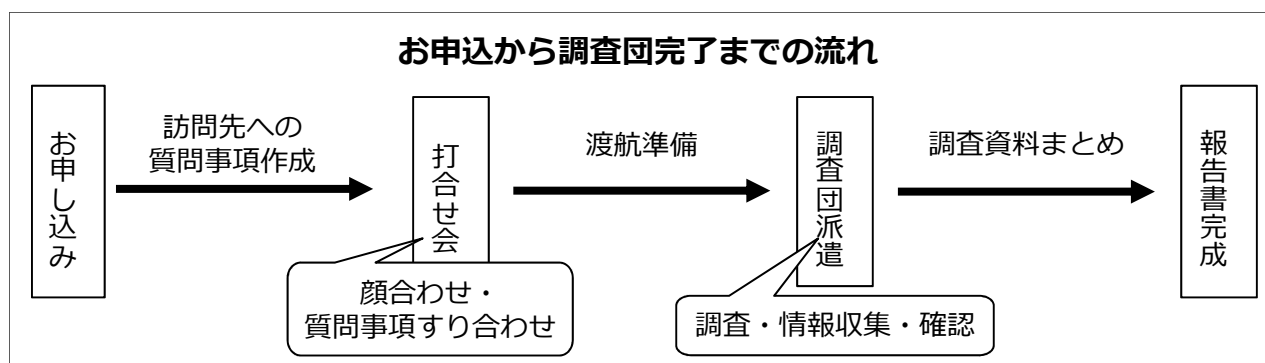 お申込から調査団完了までの流れ
お申し込み
訪問先への
質問事項作成
打合せ会
顔合わせ・
質問事項すり合わせ
渡航準備
調査団派遣
調査・情報収集・確認
調査資料まとめ
報告書完成